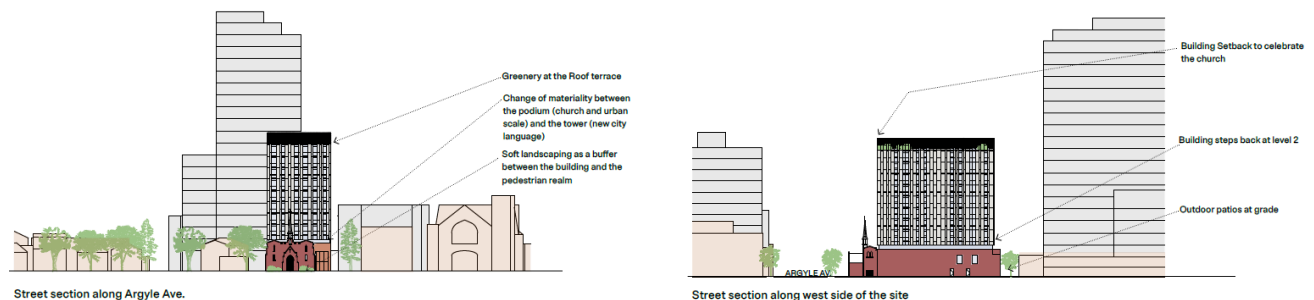 Greenery at the Roof terrace
Change of materiality between
the podium (church and urban
scale) and the tower (new city
language)
Soft landscaping as a buffer
between the building and the
pedestrian realm
Street section along Argyle Ave.
Building Setback to celebrate
the church
Building steps back at level 2
Outdoor patios at grade
ARGYLE AV.
Street section along west side of the site